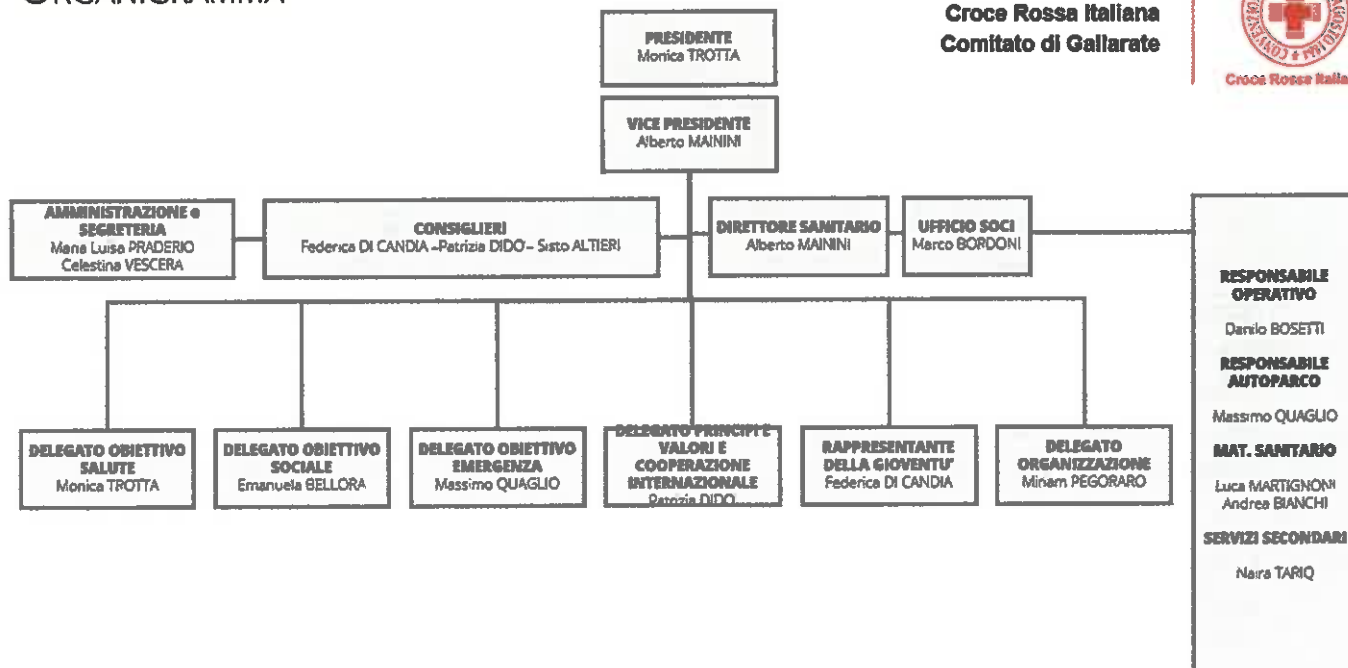 ORGANIGRAMMA
Croce Rossa Italiana
Comitato di Gallarate
Croce Rossa Italia
PRESIDENTE
Monica TROTTA
VICE PRESIDENTE
Alberto MAININI
AMMINISTRAZIONE e
SEGRETERIA
Maria Luisa PRADERIO
Celestina VESCERA
CONSIGLIERI
Federica DI CANDIA -Patrizia DIDO- Sisto ALTIERI
DIRETTORE SANITARIO
Alberto MAININI
UFFICIO SOCI
Marco BORDONI
DELEGATO OBIETTIVO
SALUTE
Monica TROTTA
DELEGATO OBIETTIVO
SOCIALE
Emanuela BELLORA
DELEGATO OBIETTIVO
EMERGENZA
Massimo QUAGLIO
DELEGATO PRINCIPI E
VALORI E
COOPERAZIONE
INTERNAZIONALE
Patrizia DIDO
RAPPRESENTANTE
DELLA GIOVENTU'
Federica DI CANDIA
DELEGATO
ORGANIZZAZIONE
Miriam PEGORARO
RESPONSABILE
OPERATIVO
Danilo BOSETTI
RESPONSABILE
AUTOPARCO
Massimo QUAGLIO
MAT. SANITARIO
Luca MARTIGNONI
Andrea BIANCHI
SERVIZI SECONDARI
Naira TARIQ